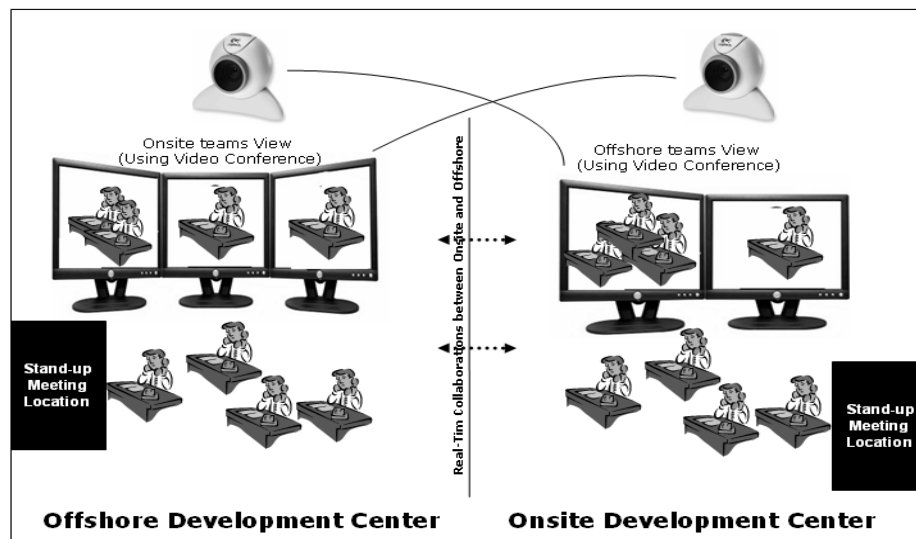 Onsite teams View
(Using Video Conference)
Offshore teams View
(Using Video Conference)
Real-Tim Collaborations between Onsite and Offshore
Stand-up
Meeting
Location
Stand-up
Meeting
Location
Offshore Development Center
Onsite Development Center